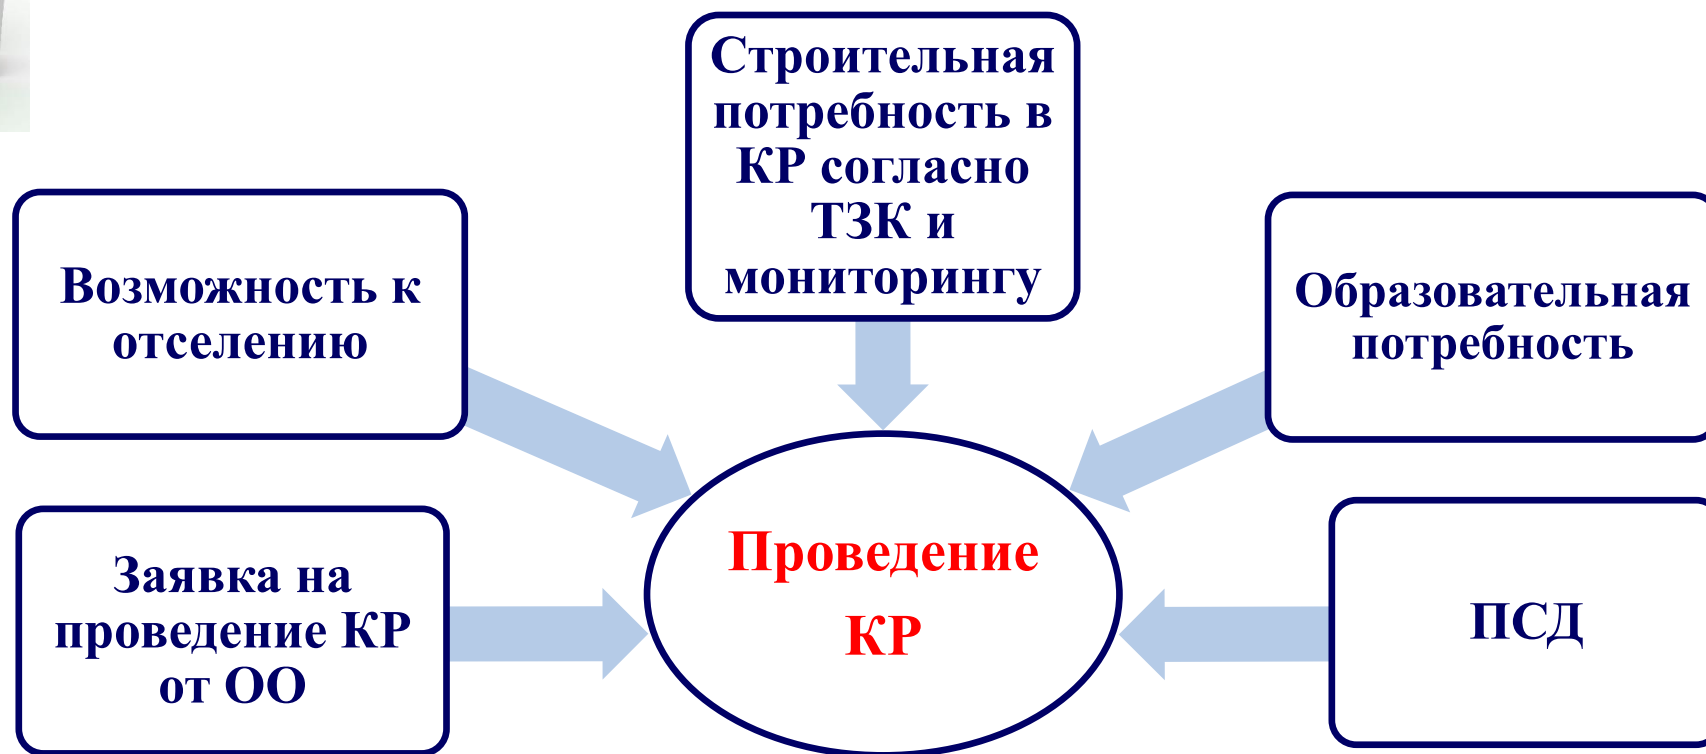 Строительная
потребность в
КР согласно
ТЗК и
мониторингу
Возможность к
отселению
Образовательная
потребность
Заявка на
проведение КР
от ОО
Проведение
КР
ПСД